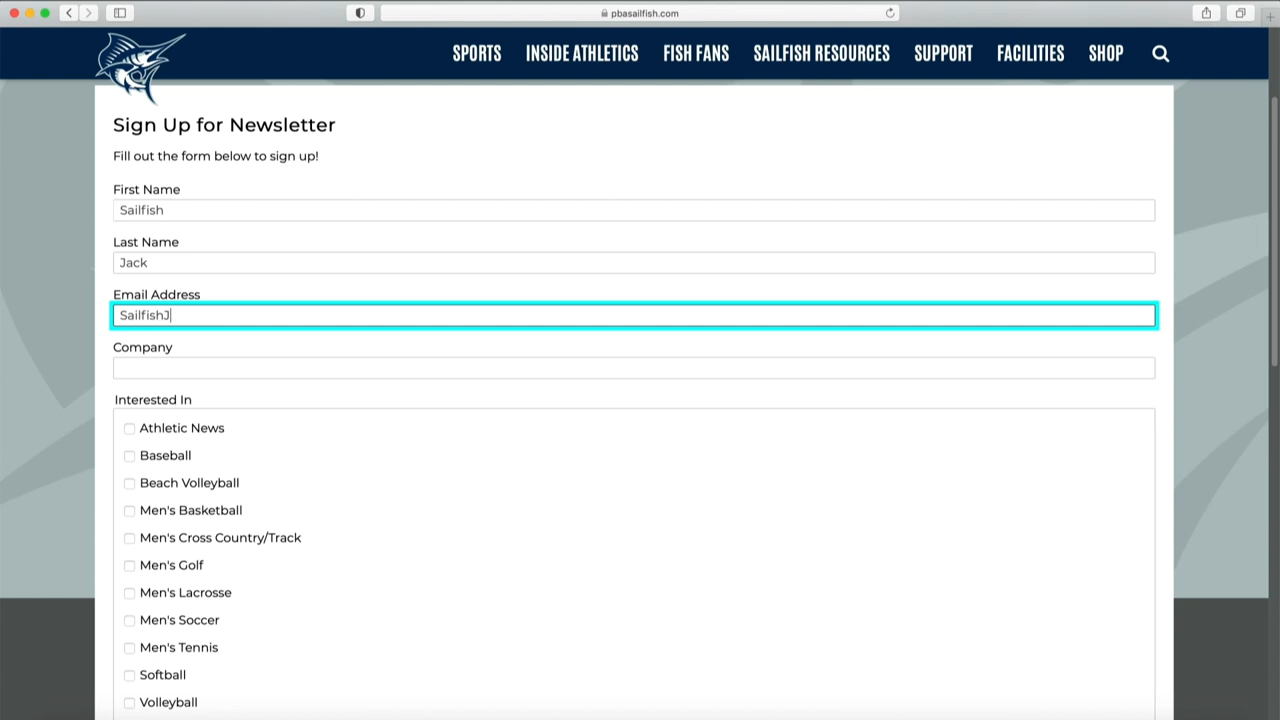 pbasailfish.com
SPORTS INSIDE ATHLETICS FISH FANS SAILFISH RESOURCES SUPPORT FACILITIES SHOP
Sign Up for Newsletter
Fill out the form below to sign up!
First Name
Sailfish
Last Name
Jack
Email Address
SailfishJ
Company
Interested In
Athletic News
Baseball
Beach Volleyball
Men's Basketball
Men's Cross Country/Track
Men's Golf
Men's Lacrosse
Men's Soccer
Men's Tennis
Softball
Volleyball